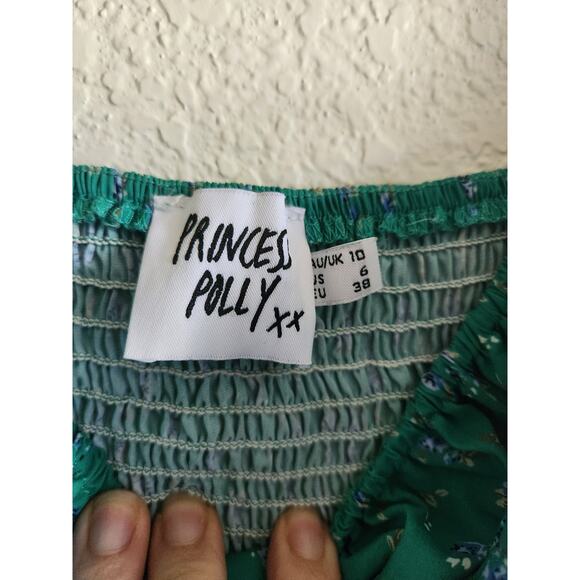 PRINCESS
POLLY xx
AU/UK 10
US 6
EU 38